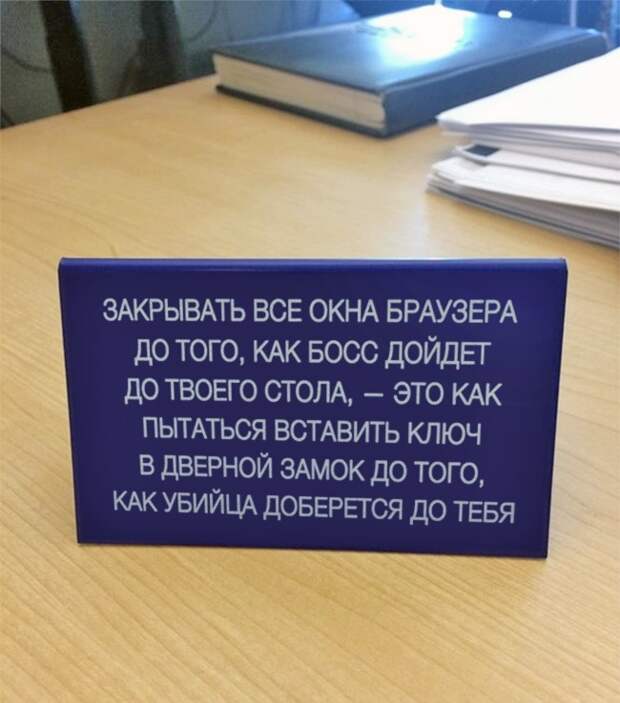 ЗАКРЫВАТЬ ВСЕ ОКНА БРАУЗЕРА
ДО ТОГО, КАК БОСС ДОЙДЕТ
ДО ТВОЕГО СТОЛА, – ЭТО КАК
ПЫТАТЬСЯ ВСТАВИТЬ КЛЮЧ
В ДВЕРНОЙ ЗАМОК ДО ТОГО,
КАК УБИЙЦА ДОБЕРЕТСЯ ДО ТЕБЯ